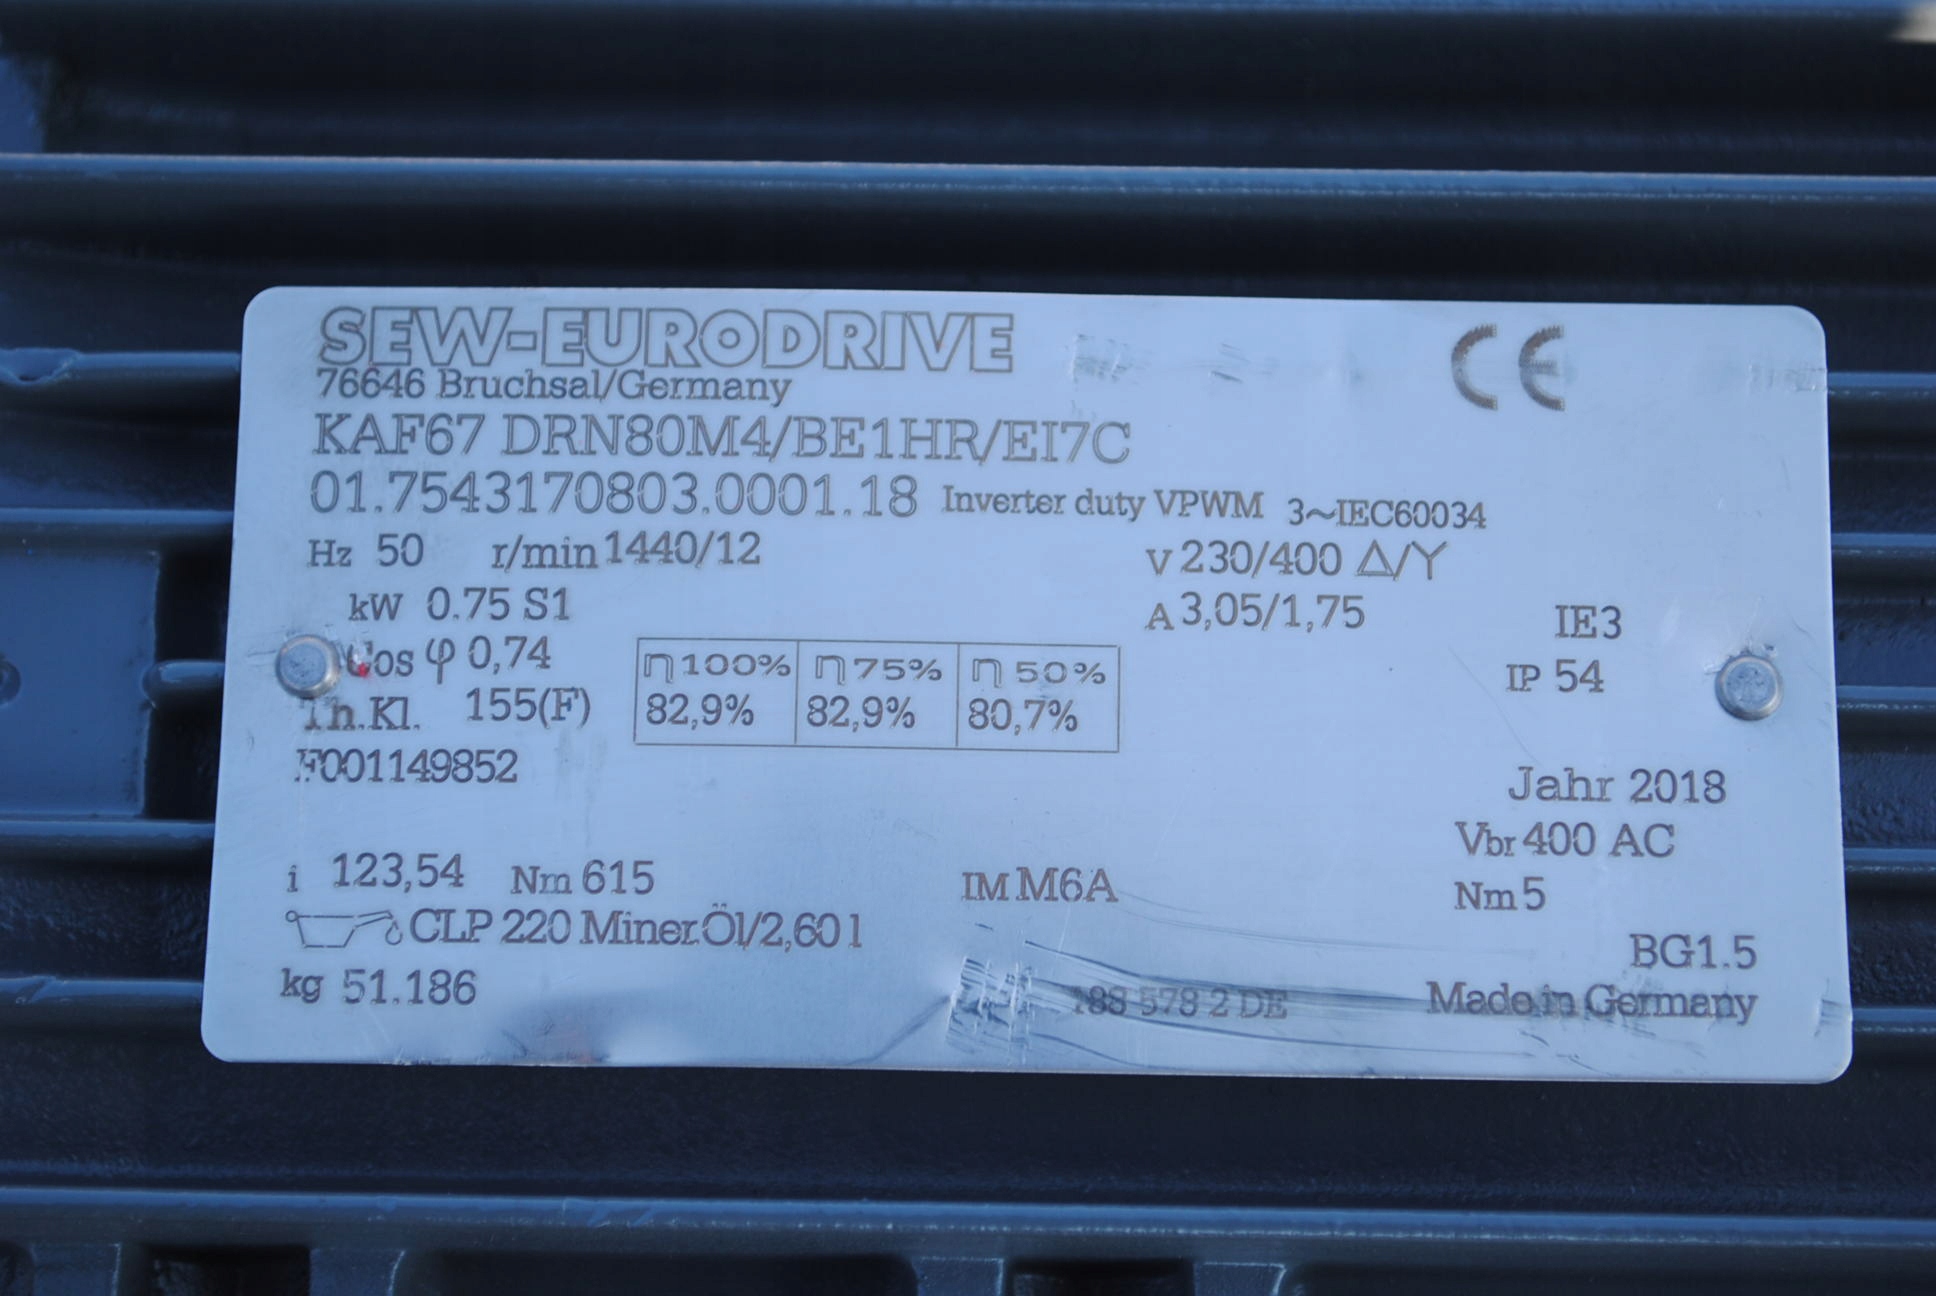 SEW-EURODRIVE
CE
76646 Bruchsal/Germany
KAF67 DRN80M4/BE1HR/EI7C
01.7543170803.0001.18 Inverter duty VPWM 3~IEC60034
Hz 50 r/min 1440/12 V 230/400 Δ/Y
kW 0.75 S1 A 3,05/1,75 IE3
Cos φ 0,74 IP 54
η 100% η 75% η 50%
Th.Kl. 155(F) 82,9% 82,9% 80,7%
F001149852
Jahr 2018
Vbr 400 AC
i 123,54 Nm 615 IM M6A Nm 5
CLP 220 Miner.Öl/2,60 l
BG1.5
kg 51.186 188 578 2 DE Made in Germany